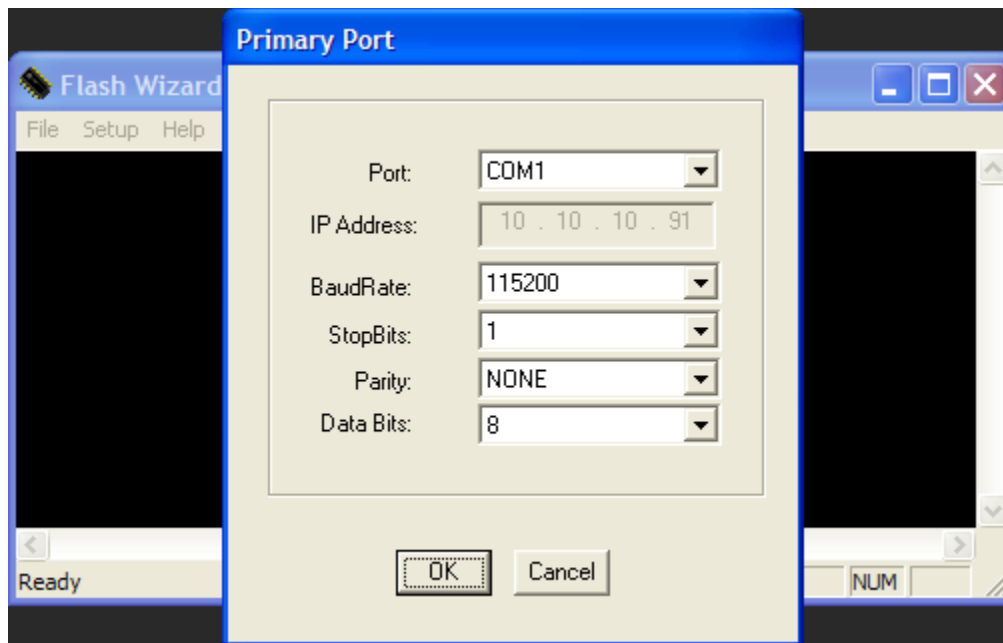 Primary Port
Flash Wizard
File Setup Help
Port: COM1
IP Address: 10 . 10 . 10 . 91
BaudRate: 115200
StopBits: 1
Parity: NONE
Data Bits: 8
OK Cancel
Ready NUM